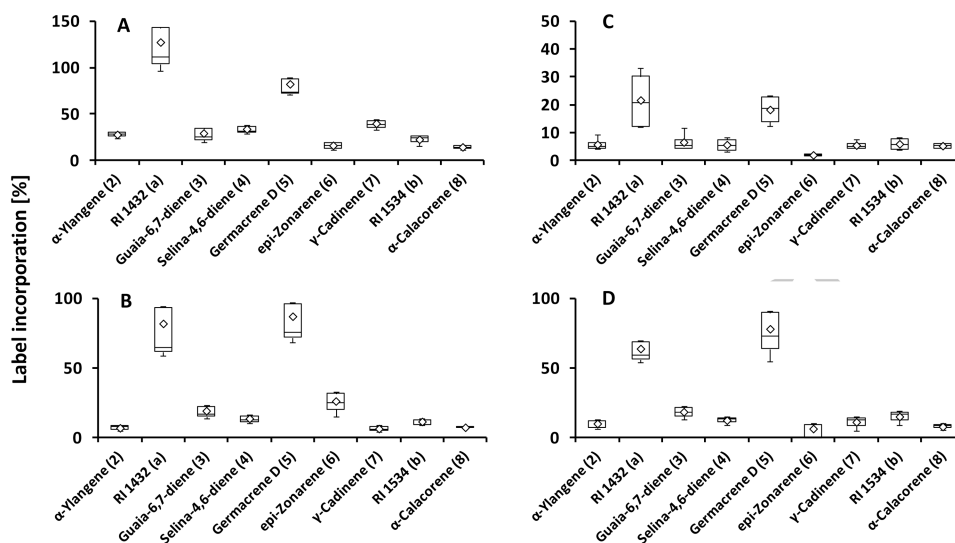 Label incorporation [%]
A
150
100
50
0
α-Ylangene (2)
RI 1432 (a)
Guaia-6,7-diene (3)
Selina-4,6-diene (4)
Germacrene D (5)
epi-Zonarene (6)
γ-Cadinene (7)
RI 1534 (b)
α-Calacorene (8)
C
50
40
30
20
10
0
α-Ylangene (2)
RI 1432 (a)
Guaia-6,7-diene (3)
Selina-4,6-diene (4)
Germacrene D (5)
epi-Zonarene (6)
γ-Cadinene (7)
RI 1534 (b)
α-Calacorene (8)
B
100
50
0
α-Ylangene (2)
RI 1432 (a)
Guaia-6,7-diene (3)
Selina-4,6-diene (4)
Germacrene D (5)
epi-Zonarene (6)
γ-Cadinene (7)
RI 1534 (b)
α-Calacorene (8)
D
100
50
0
α-Ylangene (2)
RI 1432 (a)
Guaia-6,7-diene (3)
Selina-4,6-diene (4)
Germacrene D (5)
epi-Zonarene (6)
γ-Cadinene (7)
RI 1534 (b)
α-Calacorene (8)